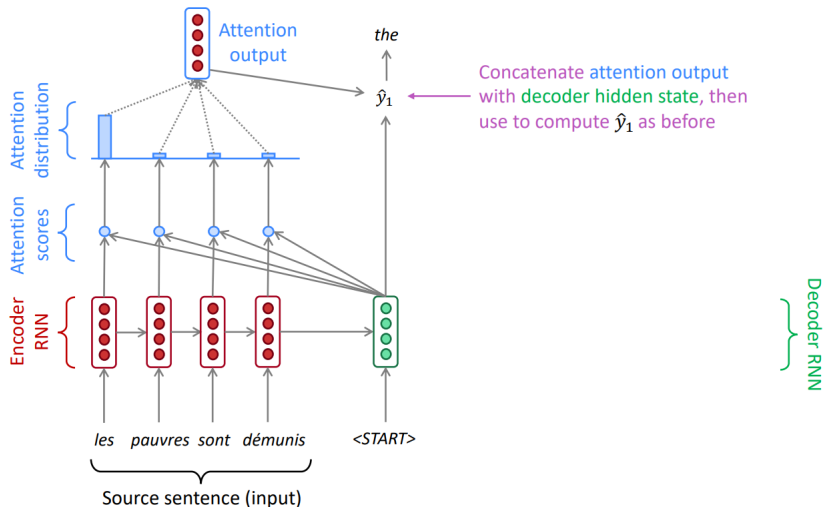 Attention
output
the
ŷ₁
Concatenate attention output
with decoder hidden state, then
use to compute ŷ₁ as before
Attention
distribution
Attention
scores
Encoder
RNN
Decoder RNN
les pauvres sont démunis <START>
Source sentence (input)